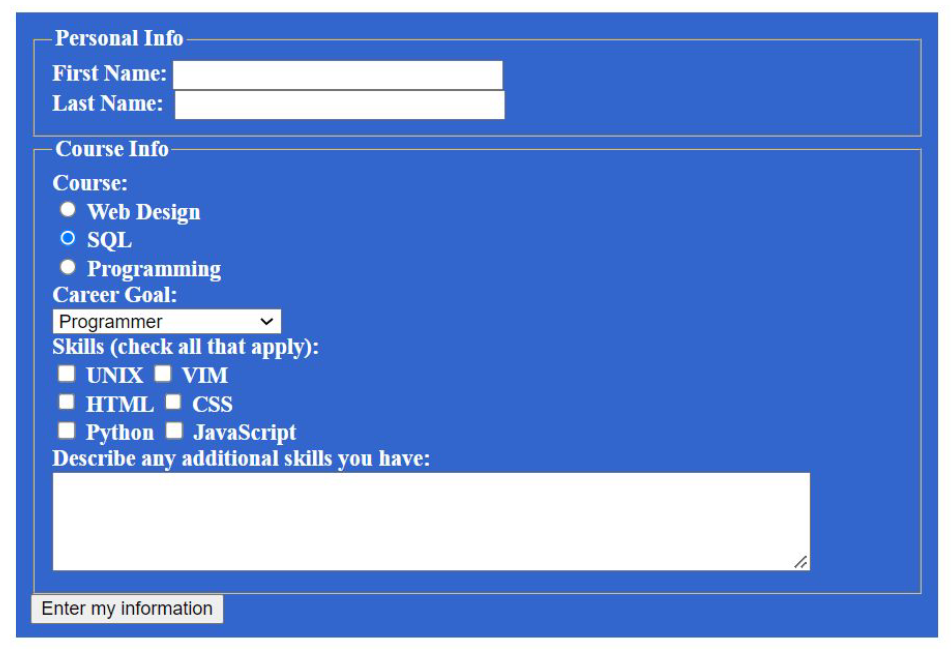 Personal Info
First Name:
Last Name:
Course Info
Course:
Web Design
SQL
Programming
Career Goal:
Programmer
Skills (check all that apply):
UNIX VIM
HTML CSS
Python JavaScript
Describe any additional skills you have:
Enter my information